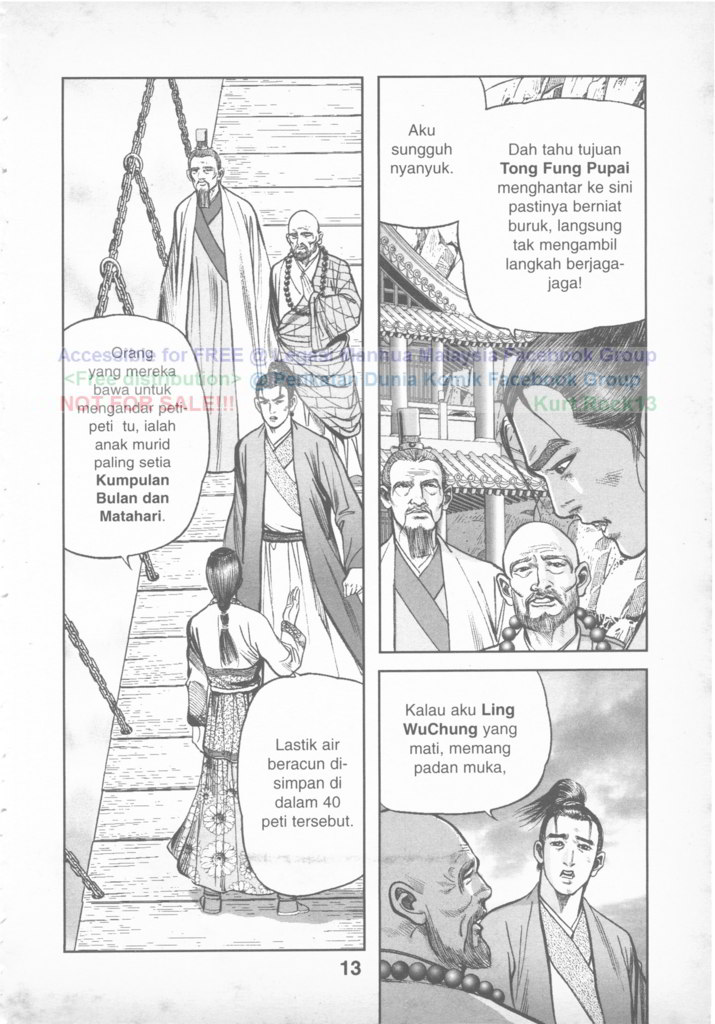 Dah tahu tujuan
Tong Fung Pupai
menghantar ke sini
pastinya berniat
buruk, langsung
tak mengambil
langkah berjaga-
jaga!
Aku
sungguh
nyanyuk.
Kalau aku Ling
WuChung yang
mati, memang
padan muka,
Orang
yang mereka
bawa untuk
mengandar peti-
peti tu, ialah
anak murid
paling setia
Kumpulan
Bulan dan
Matahari.
Lastik air
beracun di-
simpan di
dalam 40
peti tersebut.
13
Accessible for FREE @ Legasi Manhua Malaysia Facebook Group
<Free distribution> @ Perikatan Dunia Komik Facebook Group
NOT FOR SALE!!! Kurt Rock13